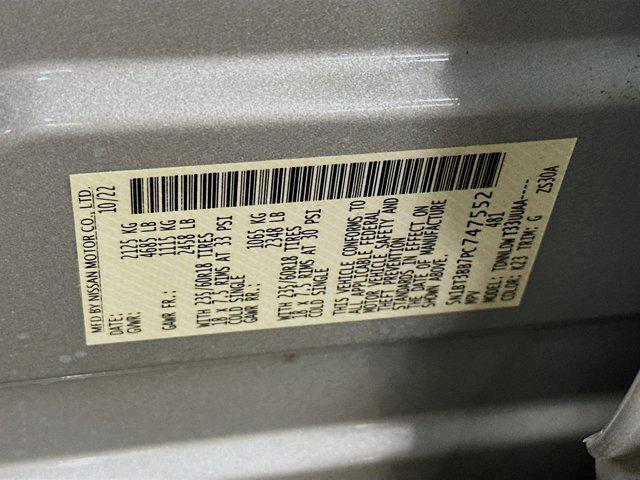 MFD BY NISSAN MOTOR CO., LTD.
DATE: 10/22
GVWR: 2125 KG
4685 LB
GAWR FR.: 1115 KG
2458 LB
WITH 235/60R18 TIRES
18 X 7.5 RIMS AT 33 PSI
COLD SINGLE
GAWR RR.: 1065 KG
2348 LB
WITH 235/60R18 TIRES
18 X 7.5 RIMS AT 30 PSI
COLD SINGLE
THIS VEHICLE CONFORMS TO
ALL APPLICABLE FEDERAL
MOTOR VEHICLE SAFETY AND
THEFT PREVENTION
STANDARDS IN EFFECT ON
THE DATE OF MANUFACTURE
SHOWN ABOVE.
5N1BT3BB7PC747552
MPV 481
MODEL: TDNNLDWT33UUAA-----
COLOR: KZ3 TRIM: G
ZS30A